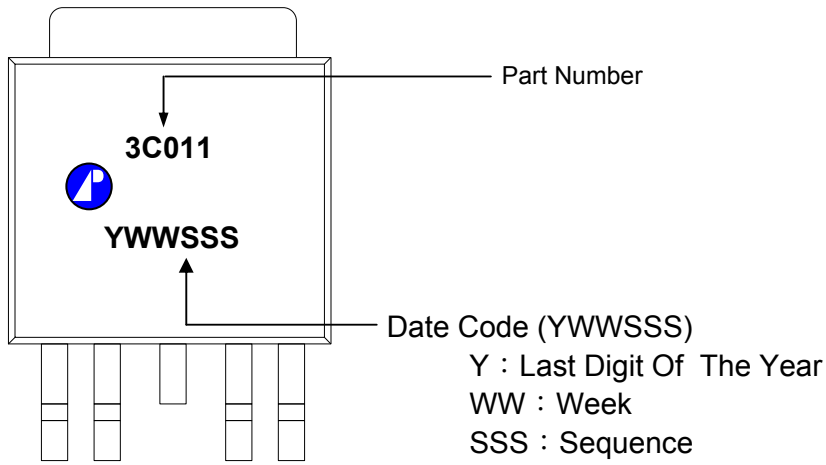 Part Number
3C011
YWWSSS
Date Code (YWWSSS)
Y：Last Digit Of The Year
WW：Week
SSS：Sequence